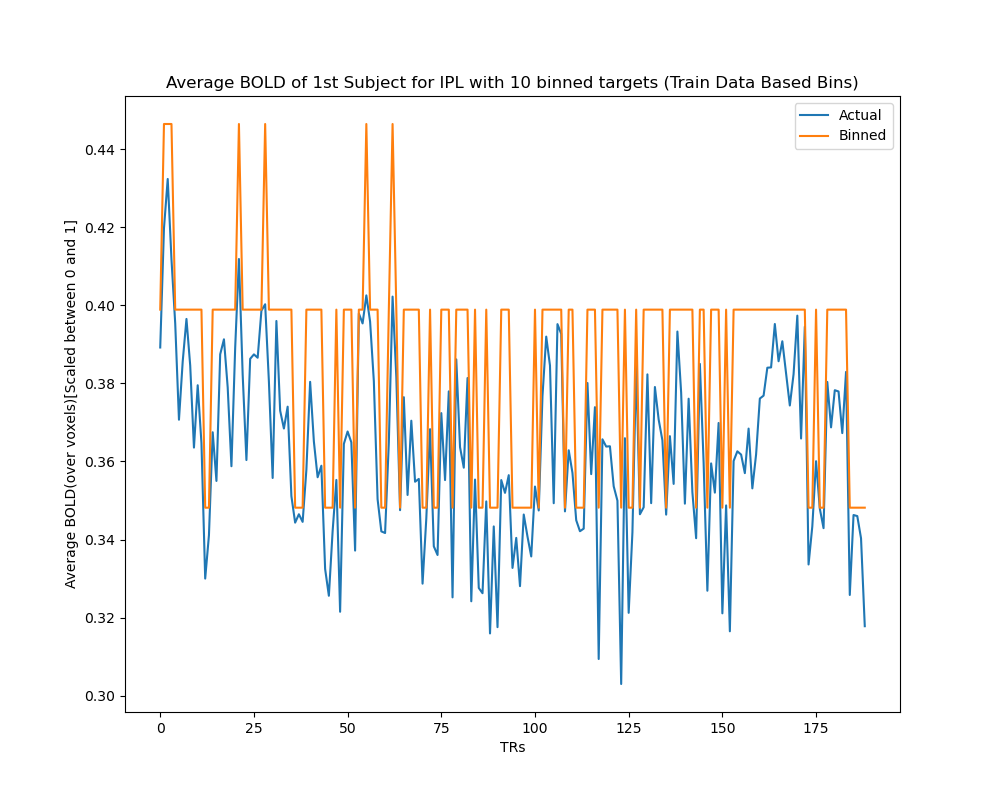 Average BOLD of 1st Subject for IPL with 10 binned targets (Train Data Based Bins)
Actual
Binned
Average BOLD(over voxels)[Scaled between 0 and 1]
0.44
0.42
0.40
0.38
0.36
0.34
0.32
0.30
0 25 50 75 100 125 150 175
TRs